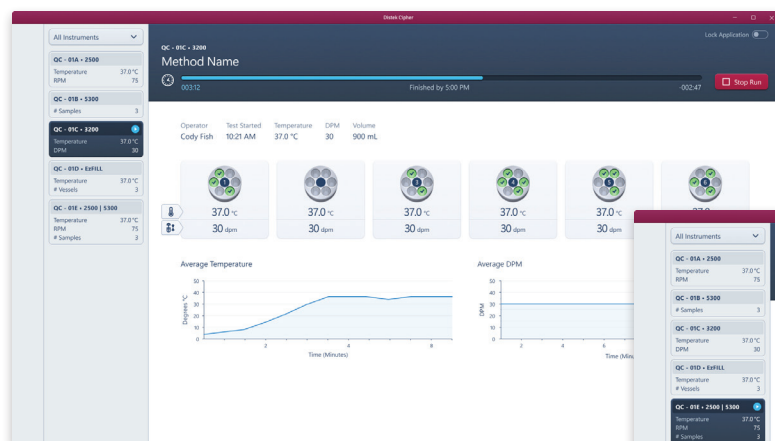 Distek Cipher
Lock Application
All Instruments
QC - 01A • 2500
Temperature 37.0 °C
RPM 75
QC - 01B • 5300
# Samples 3
QC - 01C • 3200
Temperature 37.0 °C
DPM 30
QC - 01D • EzFILL
Temperature 37.0 °C
# Vessels 3
QC - 01E • 2500 | 5300
Temperature 37.0 °C
RPM 75
# Samples 3
QC - 01C • 3200
Method Name
003:12 Finished by 5:00 PM -002:47
Stop Run
Operator Test Started Temperature DPM Volume
Cody Fish 10:21 AM 37.0 °C 30 900 mL
1 3 4 5 6
37.0 °C 37.0 °C 37.0 °C 37.0 °C 37.0 °C
30 dpm 30 dpm 30 dpm 30 dpm 30 dpm
Average Temperature
Degrees °C
50
40
30
20
10
0
2 4 6 8
Time (Minutes)
Average DPM
DPM
50
40
30
20
10
0
2 4 6
All Instruments
QC - 01A • 2500
Temperature 37.0 °C
RPM 75
QC - 01B • 5300
# Samples 3
QC - 01C • 3200
Temperature 37.0 °C
DPM 30
QC - 01D • EzFILL
Temperature 37.0 °C
# Vessels 3
QC - 01E • 2500 | 5300
Temperature 37.0 °C
RPM 75
# Samples 3